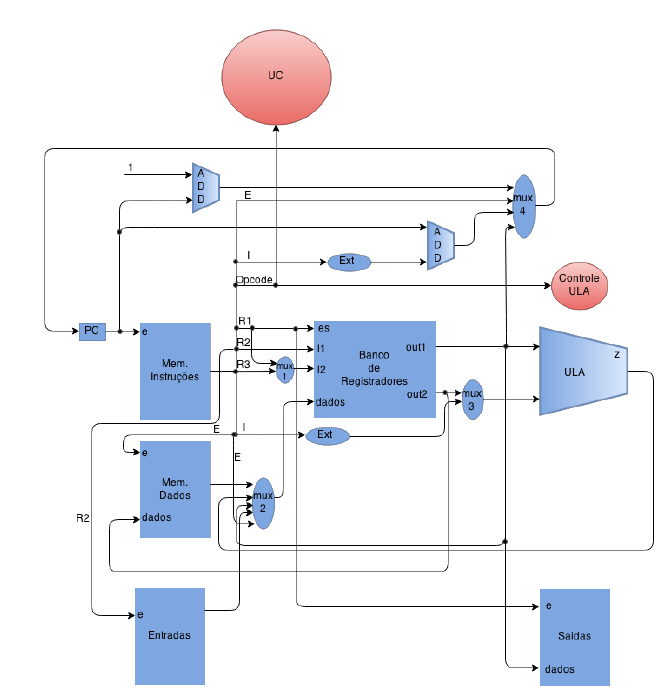 UC
1
A
D
D
E
mux
4
A
D
D
I
Ext
Opcode
Controle
ULA
R1
es
PC
e
R2
l1
out1
Banco
de
Registradores
Mem.
Instruções
R3
mux
1
l2
z
ULA
out2
mux
3
dados
E
I
Ext
e
E
Mem.
Dados
mux
2
dados
R2
e
Entradas
e
Saídas
dados